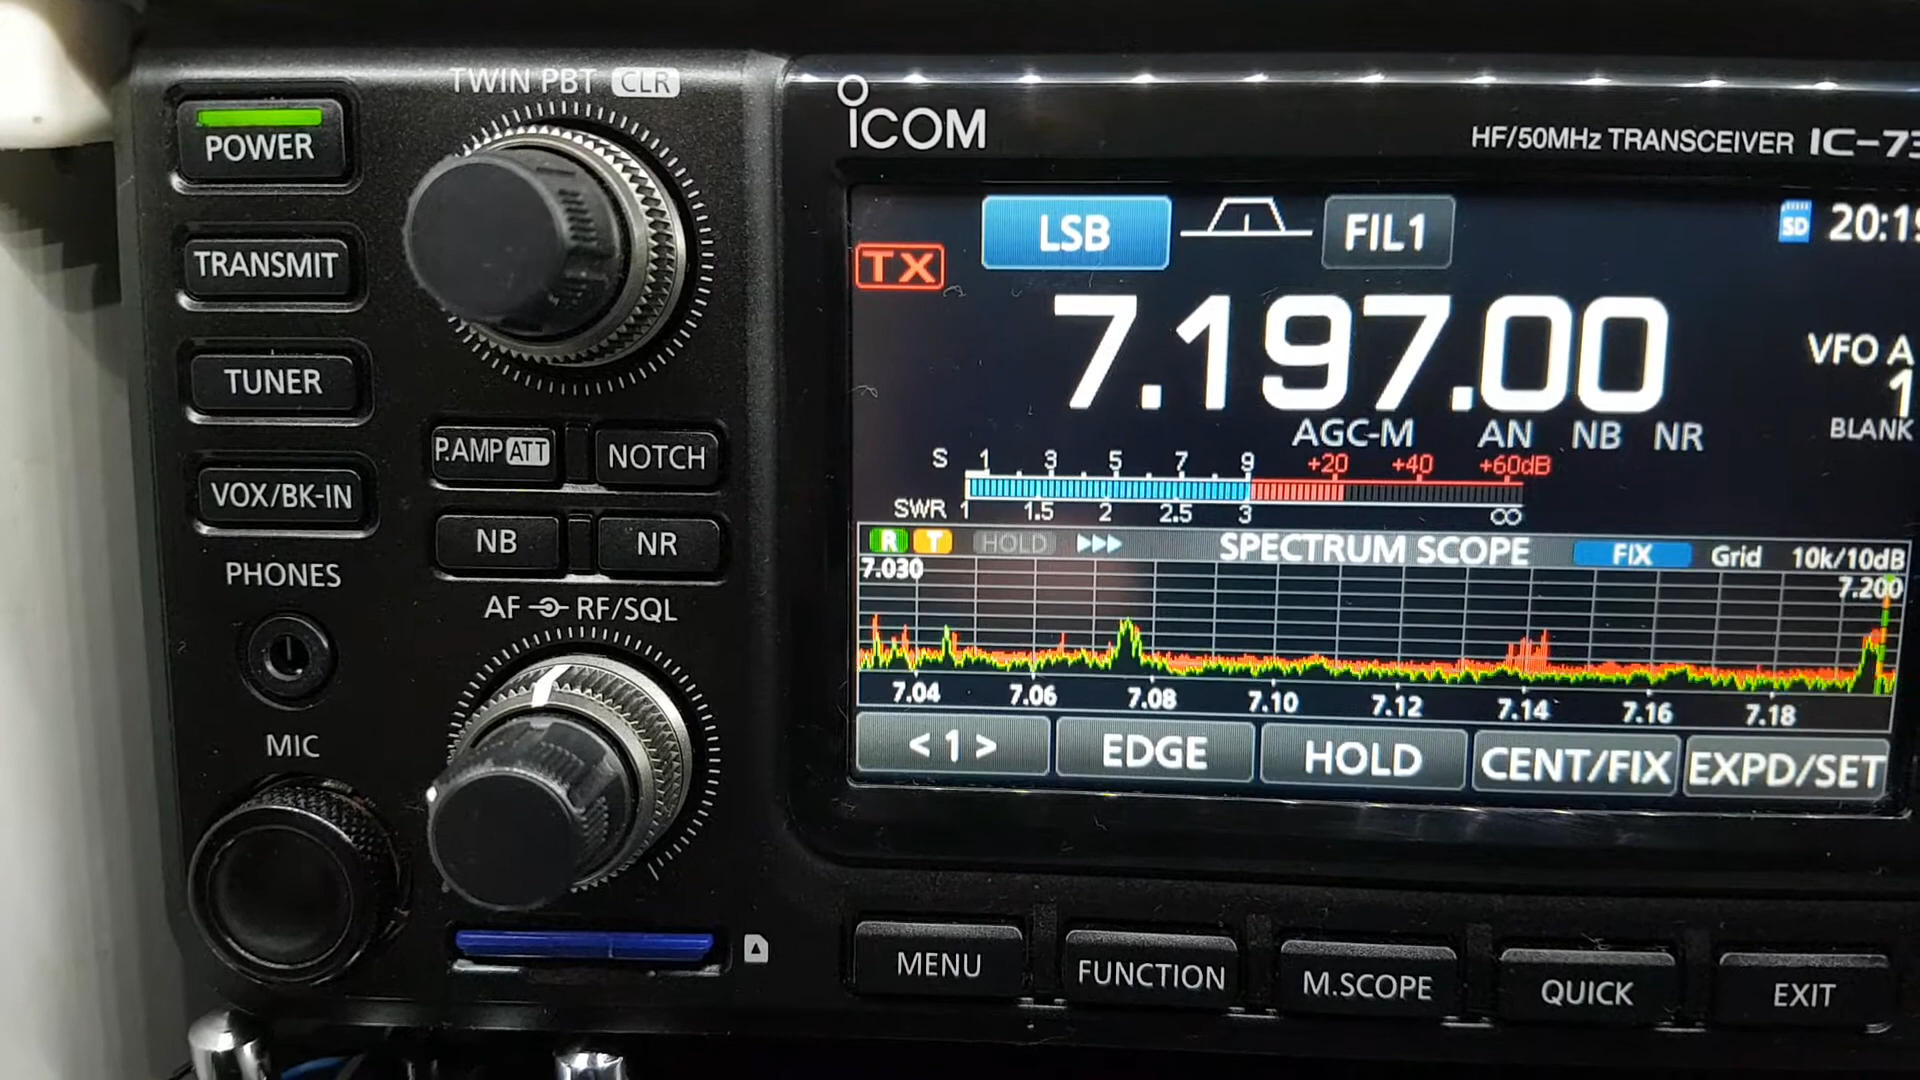 TWIN PBT CLR
POWER
TRANSMIT
TUNER
VOX/BK-IN
P.AMP ATT
NOTCH
NB
NR
PHONES
AF RF/SQL
MIC
ICOM
HF/50MHz TRANSCEIVER IC-73
LSB
FIL1
SD
20:19
TX
7.197.00
VFO A
1
BLANK
AGC-M AN NB NR
S 1 3 5 7 9 +20 +40 +60dB
SWR 1 1.5 2 2.5 3 ∞
R T HOLD SPECTRUM SCOPE FIX Grid 10k/10dB
7.030 7.200
7.04 7.06 7.08 7.10 7.12 7.14 7.16 7.18
< 1 > EDGE HOLD CENT/FIX EXPD/SET
MENU FUNCTION M.SCOPE QUICK EXIT